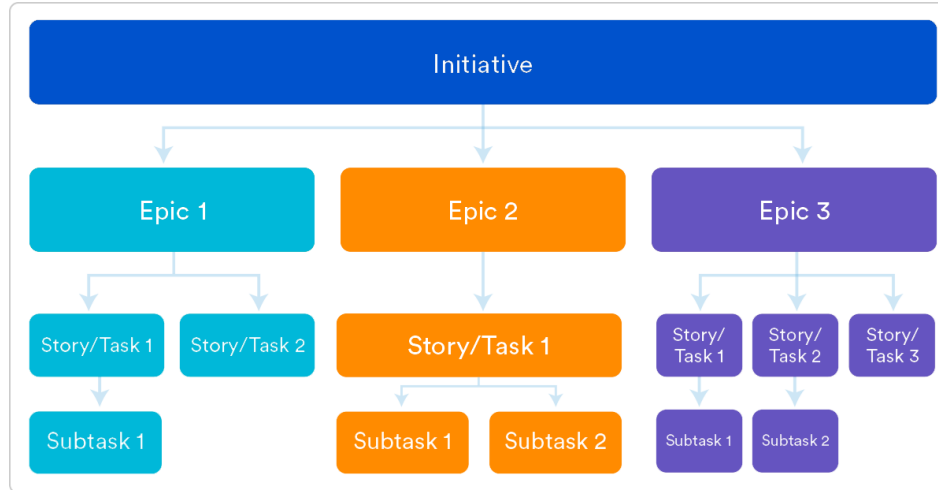 Initiative
Epic 1
Epic 2
Epic 3
Story/Task 1
Story/Task 2
Story/Task 1
Story/
Task 1
Story/
Task 2
Story/
Task 3
Subtask 1
Subtask 1
Subtask 2
Subtask 1
Subtask 2